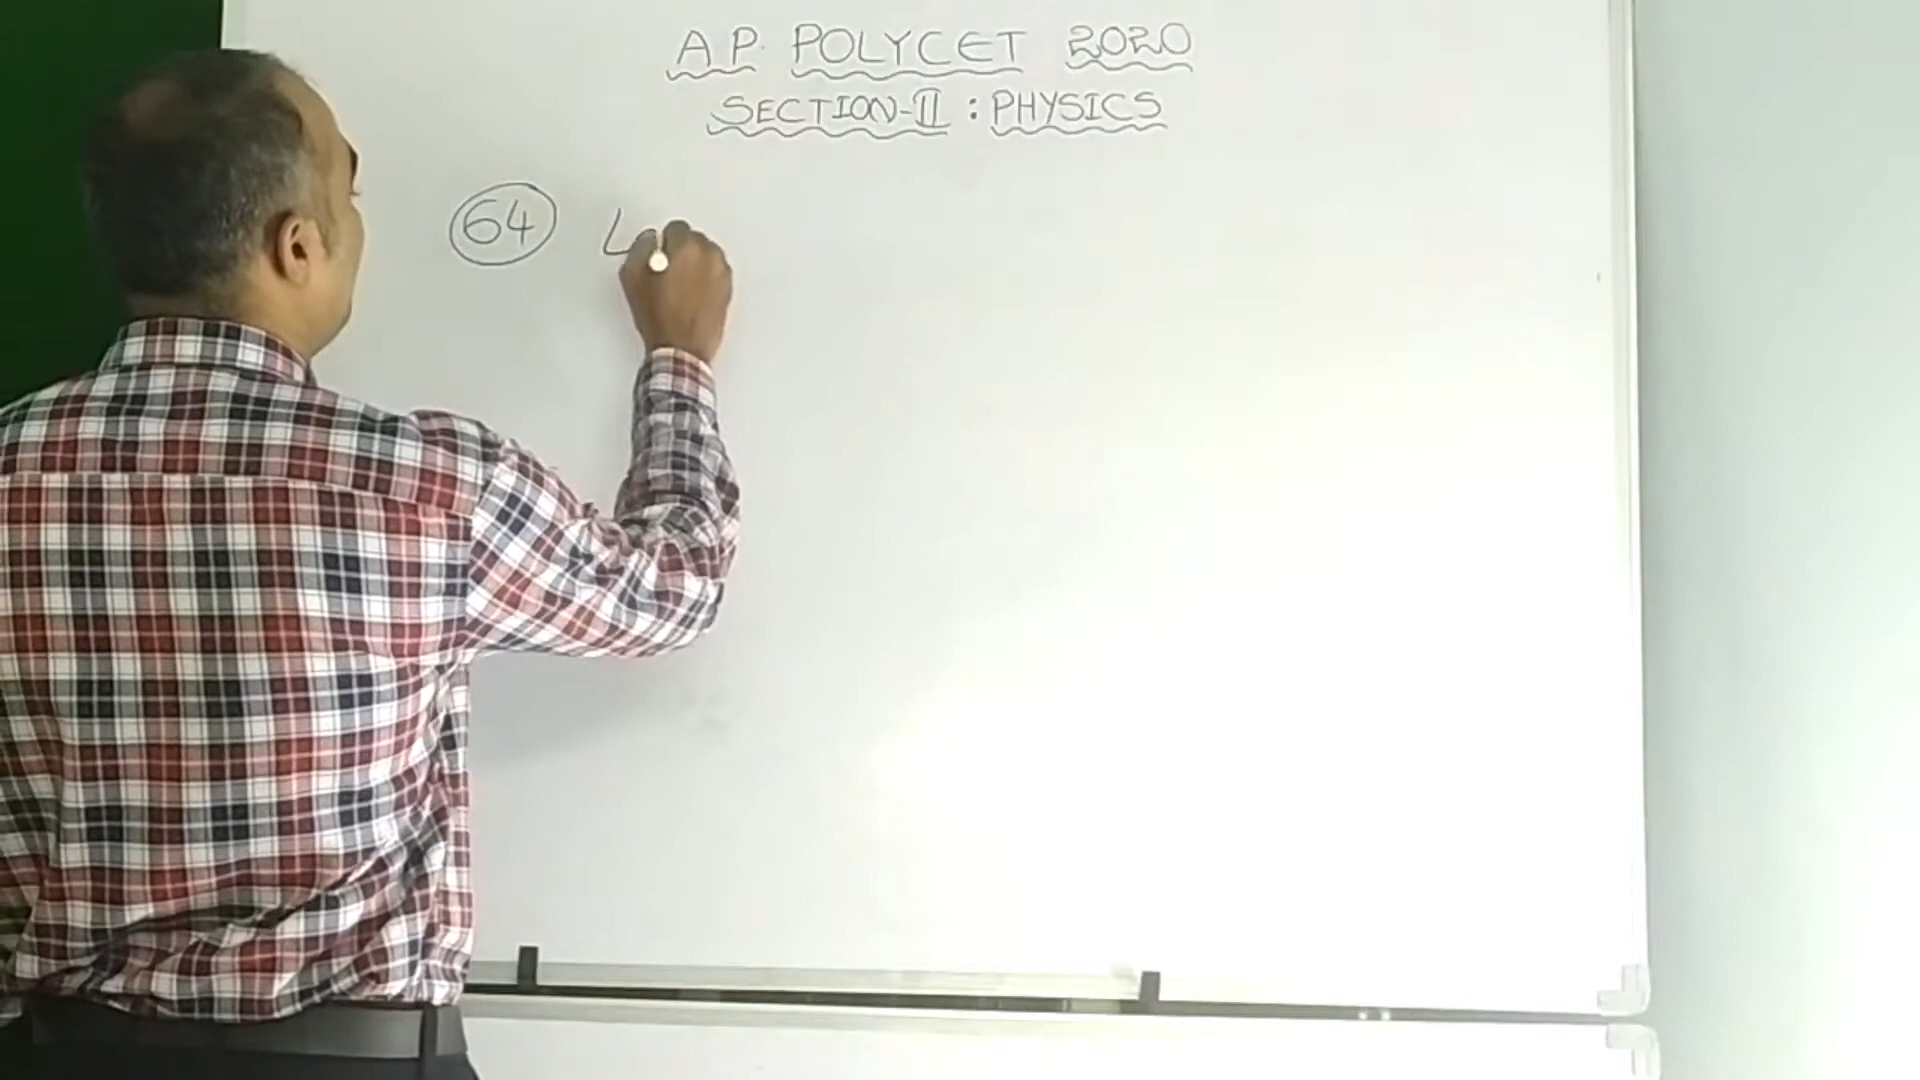 A.P. POLYCET 2020
SECTION-II : PHYSICS
64 L